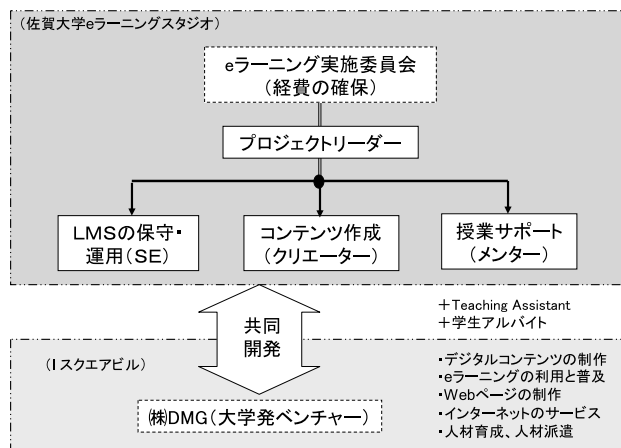 (佐賀大学eラーニングスタジオ)
eラーニング実施委員会
(経費の確保)
プロジェクトリーダー
LMSの保守・
運用(SE)
コンテンツ作成
(クリエーター)
授業サポート
(メンター)
+Teaching Assistant
+学生アルバイト
共同
開発
(Iスクエアビル)
㈱DMG(大学発ベンチャー)
・デジタルコンテンツの制作
・eラーニングの利用と普及
・Webページの制作
・インターネットのサービス
・人材育成、人材派遣